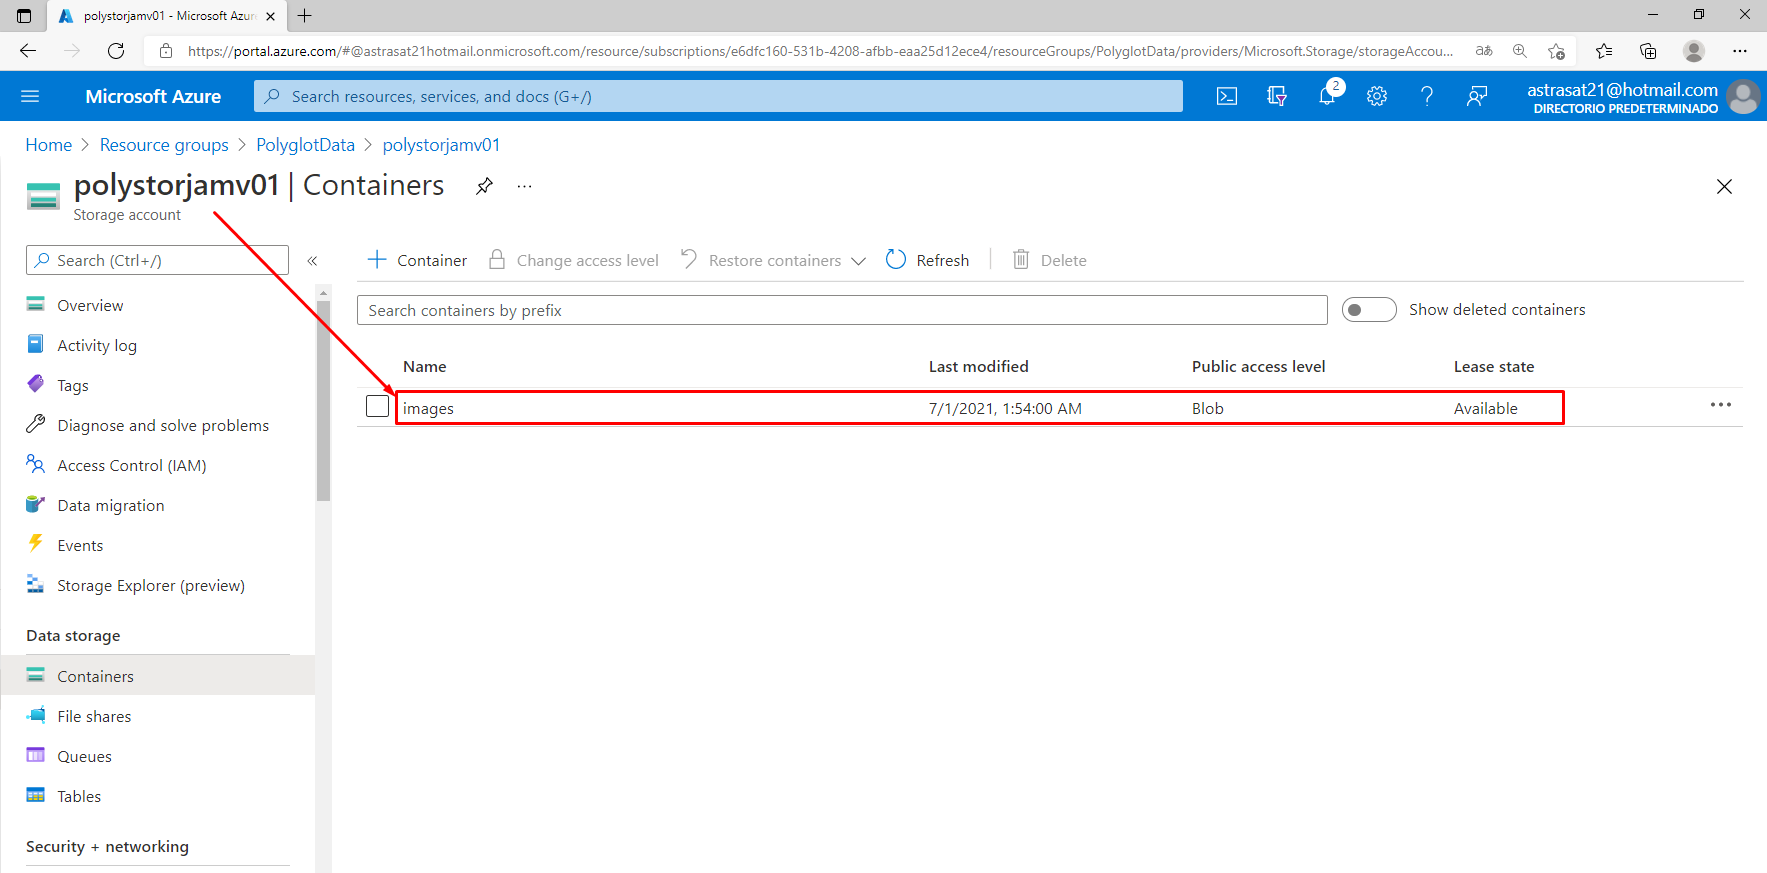 polystorjamv01 - Microsoft Azure
https://portal.azure.com/#@astrasat21hotmail.onmicrosoft.com/resource/subscriptions/e6dfc160-531b-4208-afbb-eaa25d12ece4/resourceGroups/PolyglotData/providers/Microsoft.Storage/storageAccou...
Microsoft Azure
Search resources, services, and docs (G+/)
2
astrasat21@hotmail.com
DIRECTORIO PREDETERMINADO
Home > Resource groups > PolyglotData > polystorjamv01
polystorjamv01 | Containers
Storage account
Search (Ctrl+/)
Overview
Activity log
Tags
Diagnose and solve problems
Access Control (IAM)
Data migration
Events
Storage Explorer (preview)
Data storage
Containers
File shares
Queues
Tables
Security + networking
Container Change access level Restore containers Refresh Delete
Search containers by prefix
Show deleted containers
Name Last modified Public access level Lease state
images 7/1/2021, 1:54:00 AM Blob Available